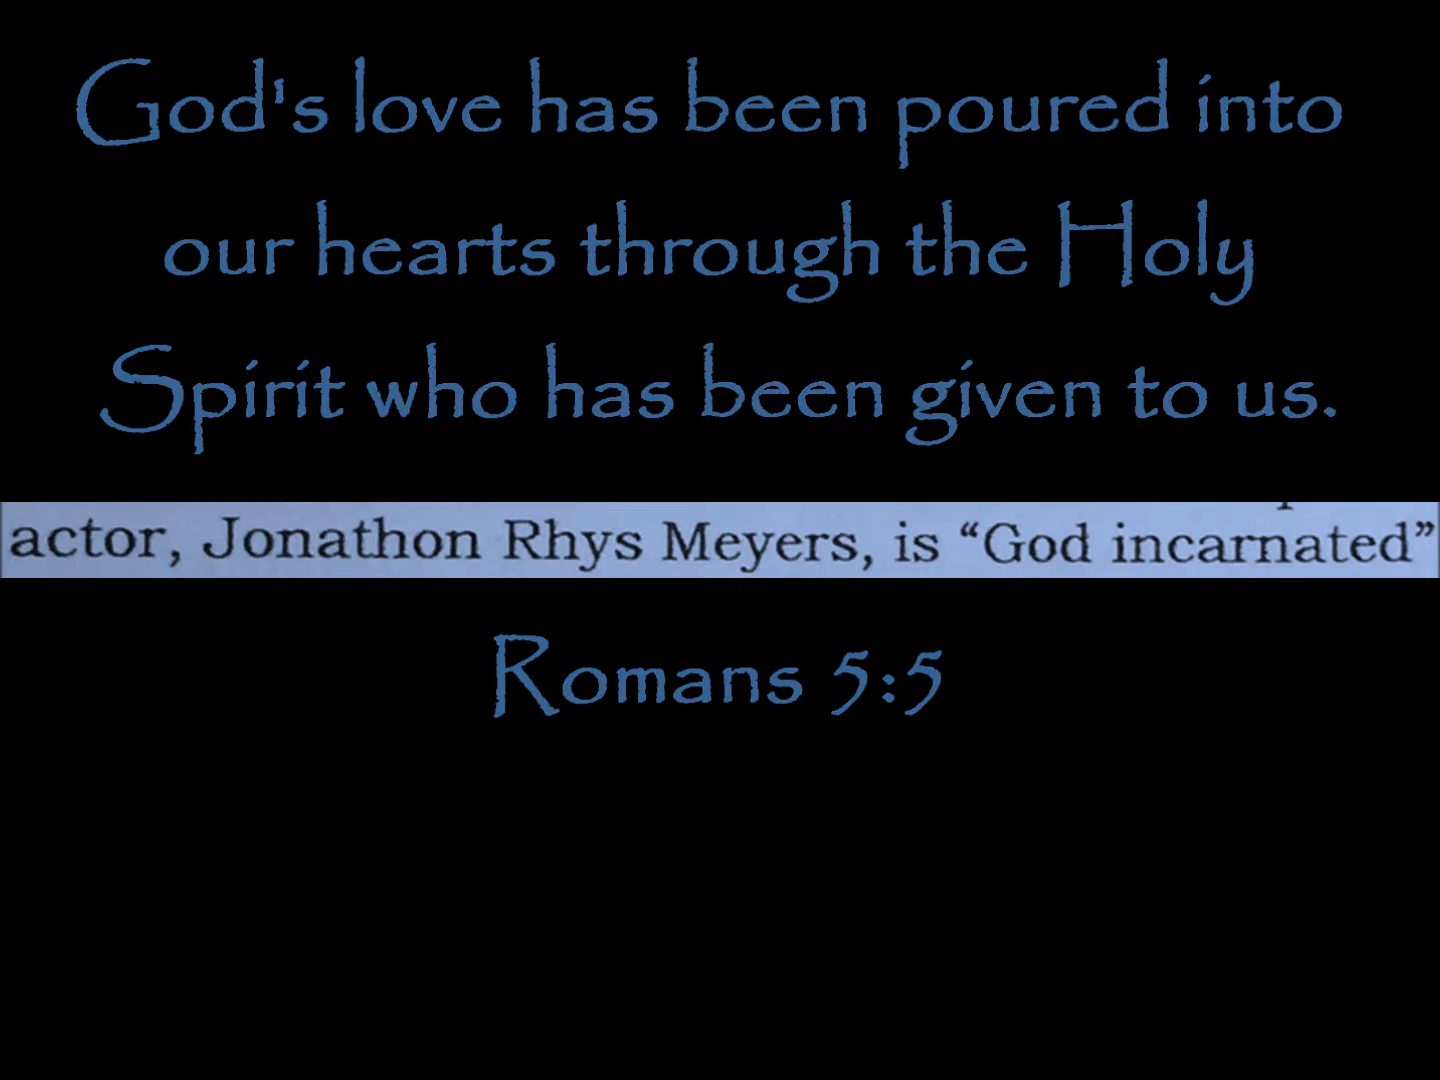 God's love has been poured into
our hearts through the Holy
Spirit who has been given to us.
actor, Jonathon Rhys Meyers, is “God incarnated”
Romans 5:5